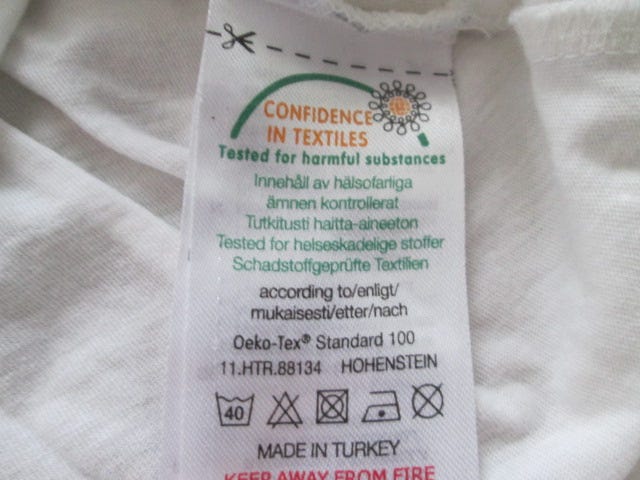 CONFIDENCE
IN TEXTILES
Tested for harmful substances
Innehåll av hälsofarliga
ämnen kontrollerat
Tutkitusti haitta-aineeton
Tested for helseskadelige stoffer
Schadstoffgeprüfte Textilien
according to/enligt/
mukaisesti/etter/nach
Oeko-Tex® Standard 100
11.HTR.88134 HOHENSTEIN
40
MADE IN TURKEY
KEEP AWAY FROM FIRE